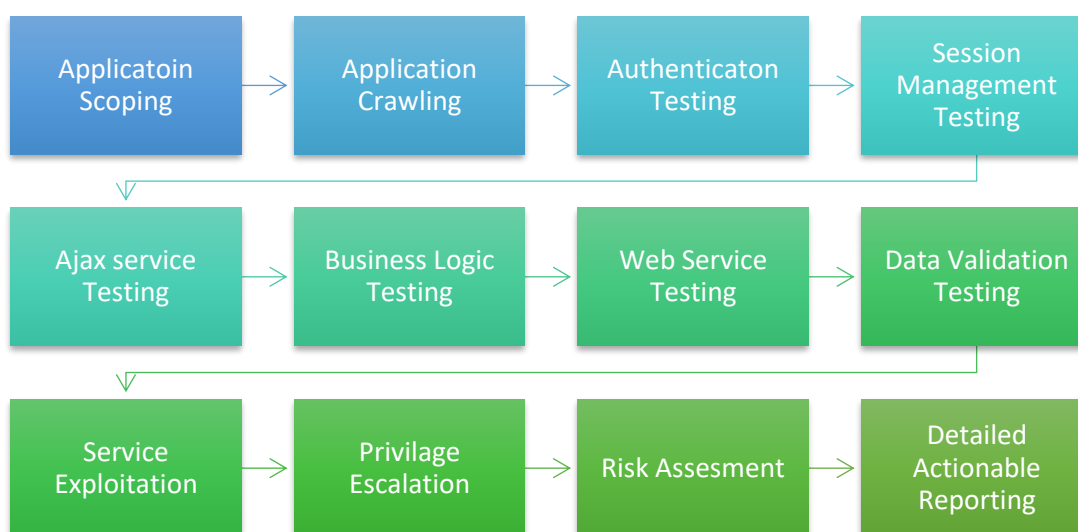 Applicatoin
Scoping
Application
Crawling
Authenticaton
Testing
Session
Management
Testing
Ajax service
Testing
Business Logic
Testing
Web Service
Testing
Data Validation
Testing
Service
Exploitation
Privilage
Escalation
Risk Assesment
Detailed
Actionable
Reporting